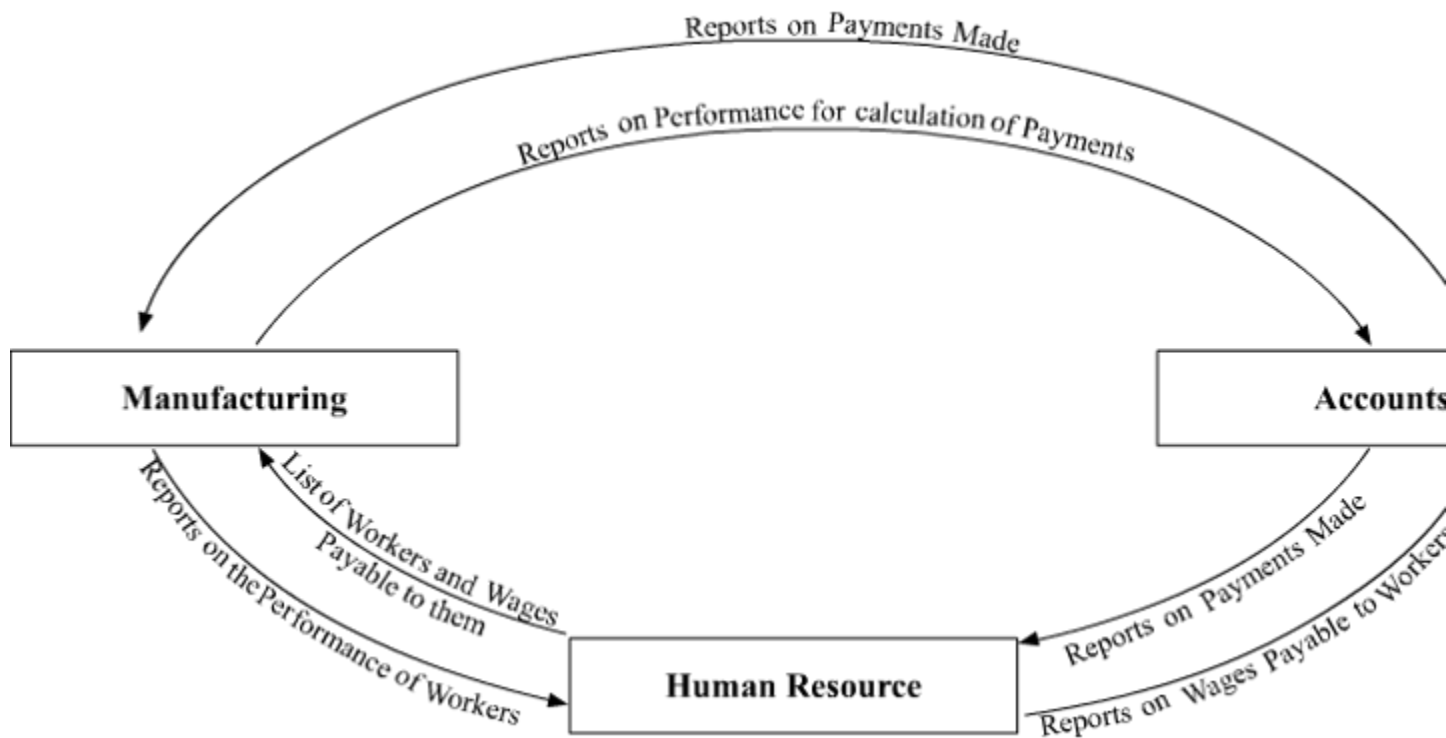 Reports on Payments Made
Reports on Performance for calculation of Payments
Manufacturing
Accounts
List of Workers and Wages
Payable to them
Reports on the Performance of Workers
Reports on Payments Made
Reports on Wages Payable to Workers
Human Resource